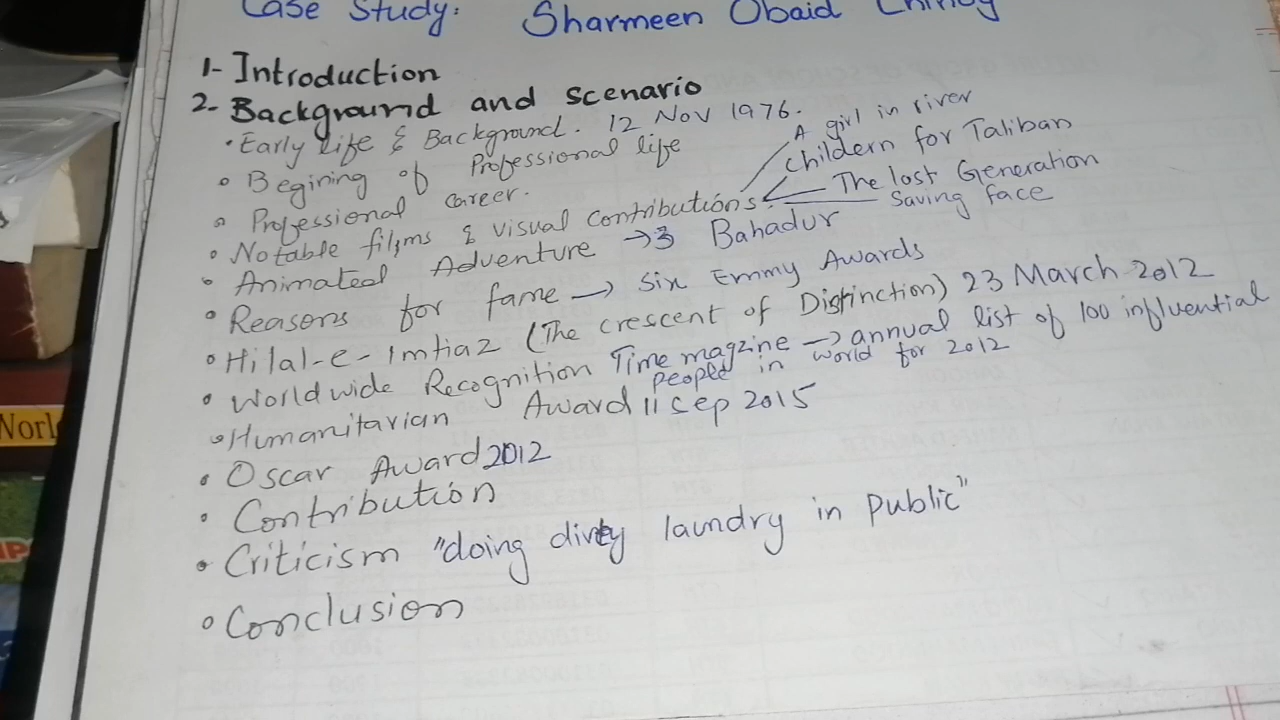 Case Study: Sharmeen Obaid Chinoy
1- Introduction
2- Background and scenario
• Early Life & Background. 12 Nov 1976.
• Begining of Professional life
• Professional career.
• Notable films & visual contributions:
A girl in river
childern for Taliban
The lost Generation
Saving face
• Animated Adventure → 3 Bahadur
• Reasons for fame → Six Emmy Awards
• Hilal-e-Imtiaz (The crescent of Distinction) 23 March 2012
• Worldwide Recognition Time magzine → annual list of 100 influential
people in world for 2012
• Humanitarian Award 11 Sep 2015
• Oscar Award 2012
• Contribution
• Criticism "doing dirty laundry in public"
• Conclusion
Worl